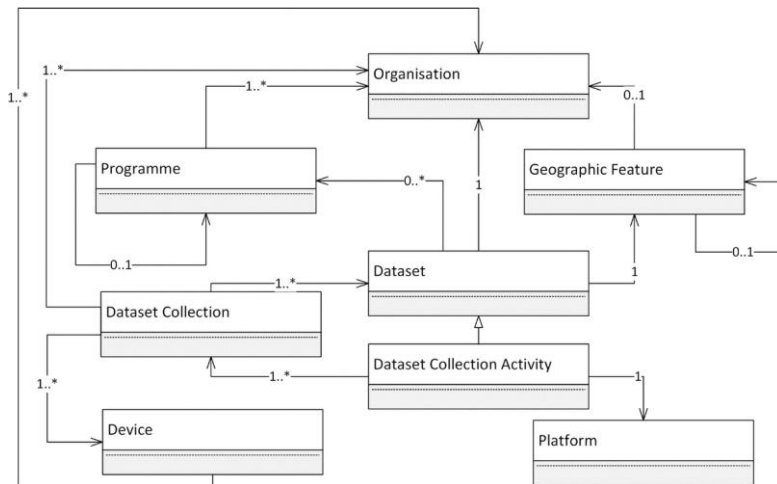 Organisation
1..*
1..*
1..*
0..1
Programme
Geographic Feature
0..*
1
0..1
0..1
Dataset
1..*
1
Dataset Collection
Dataset Collection Activity
1..*
1
1..*
Device
Platform